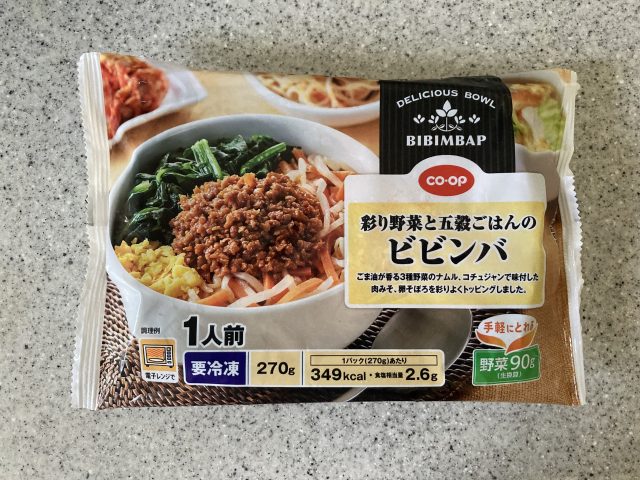 DELICIOUS BOWL
BIBIMBAP
CO・OP
彩り野菜と五穀ごはんの
ビビンバ
ごま油が香る3種野菜のナムル、コチュジャンで味付した
肉みそ、卵そぼろを彩りよくトッピングしました。
調理例
1人前
電子レンジで
要冷凍
270g
1パック(270g)あたり
349kcal・食塩相当量2.6g
手軽にとれる
野菜90g
(生換算)